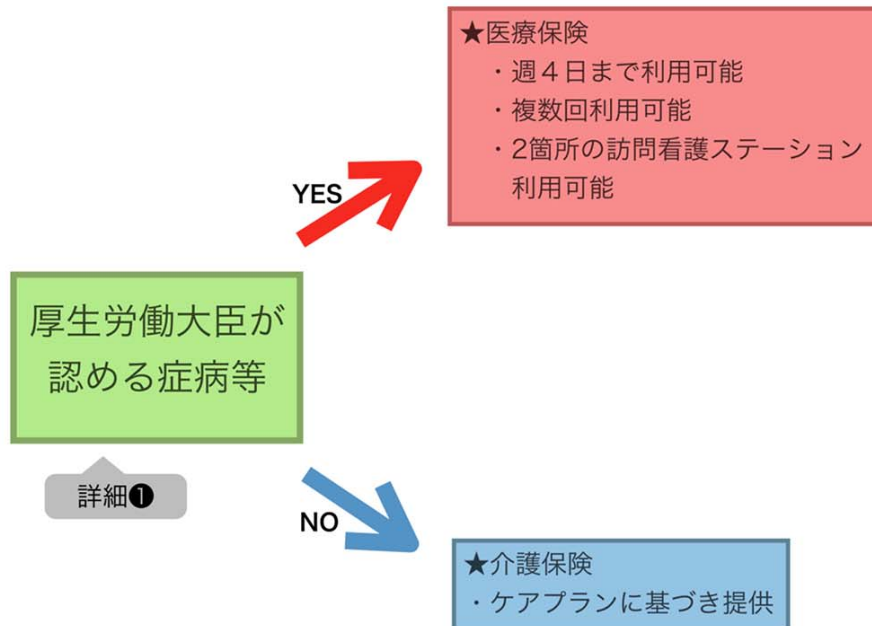 ★医療保険
・週４日まで利用可能
・複数回利用可能
・2箇所の訪問看護ステーション
利用可能
YES
厚生労働大臣が
認める症病等
詳細❶
NO
★介護保険
・ケアプランに基づき提供